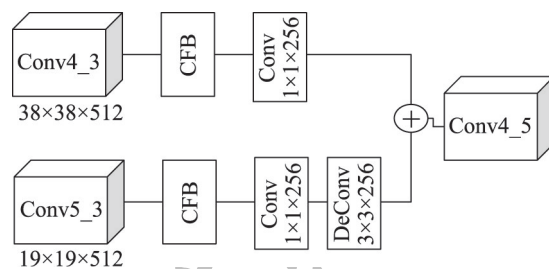 Conv4_3
38×38×512
CFB
Conv
1×1×256
Conv4_5
Conv5_3
19×19×512
CFB
Conv
1×1×256
DeConv
3×3×256